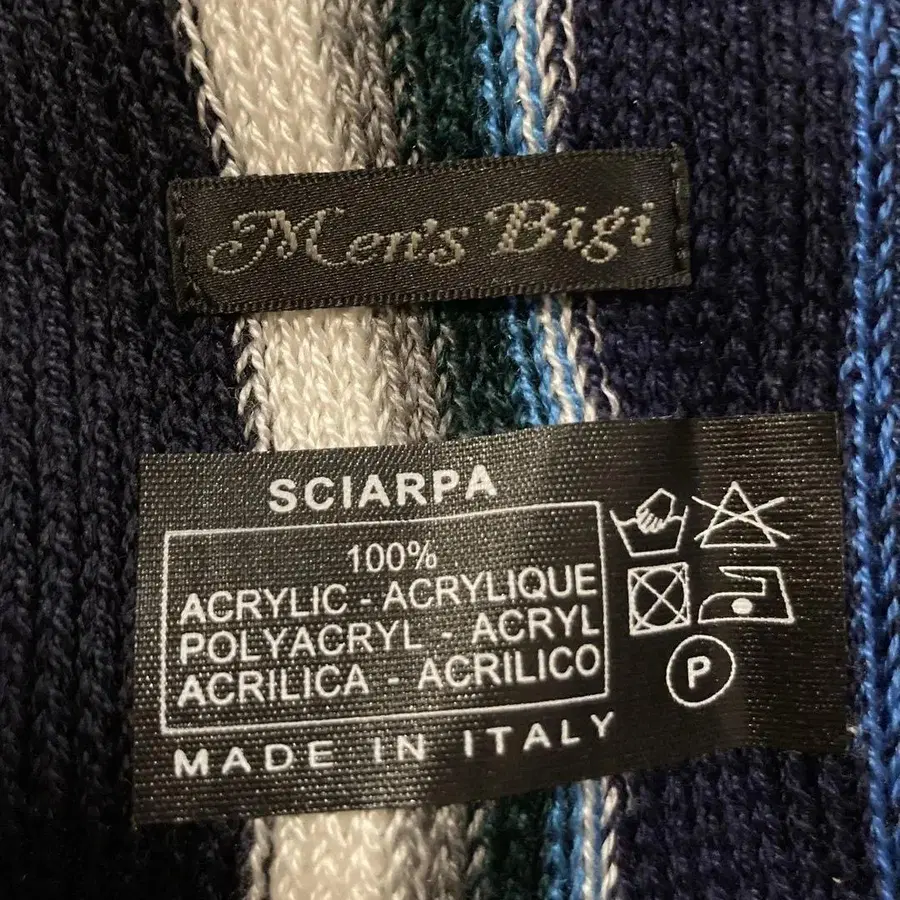 Men's Bigi
SCIARPA
100%
ACRYLIC - ACRYLIQUE
POLYACRYL - ACRYL
ACRILICA - ACRILICO
P
MADE IN ITALY